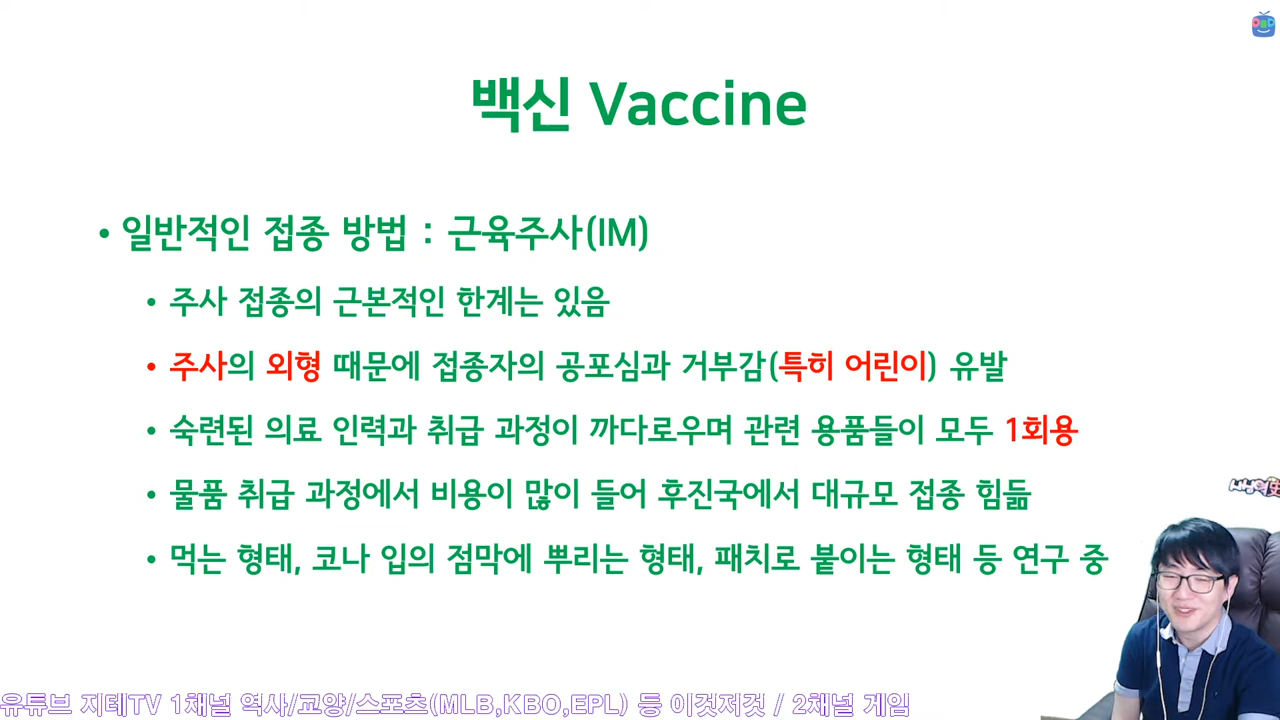 백신 Vaccine
• 일반적인 접종 방법 : 근육주사(IM)
• 주사 접종의 근본적인 한계는 있음
• 주사의 외형 때문에 접종자의 공포심과 거부감(특히 어린이) 유발
• 숙련된 의료 인력과 취급 과정이 까다로우며 관련 용품들이 모두 1회용
• 물품 취급 과정에서 비용이 많이 들어 후진국에서 대규모 접종 힘듦
• 먹는 형태, 코나 입의 점막에 뿌리는 형태, 패치로 붙이는 형태 등 연구 중
유튜브 지테TV 1채널 역사/교양/스포츠(MLB,KBO,EPL) 등 이것저것 / 2채널 게임